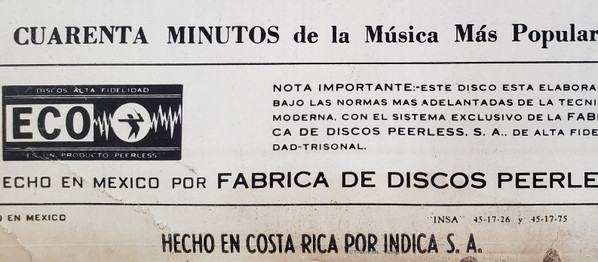 CUARENTA MINUTOS de la Música Más Popular
DISCOS ALTA FIDELIDAD
ECO
ES UN PRODUCTO PEERLESS
NOTA IMPORTANTE:-ESTE DISCO ESTA ELABORA
BAJO LAS NORMAS MAS ADELANTADAS DE LA TECNI
MODERNA, CON EL SISTEMA EXCLUSIVO DE LA FABRI
CA DE DISCOS PEERLESS, S. A., DE ALTA FIDE
DAD-TRISONAL.
ECHO EN MEXICO POR FABRICA DE DISCOS PEERLE
O EN MEXICO
"INSA" 45-17-26 y 45-17-75
HECHO EN COSTA RICA POR INDICA S. A.